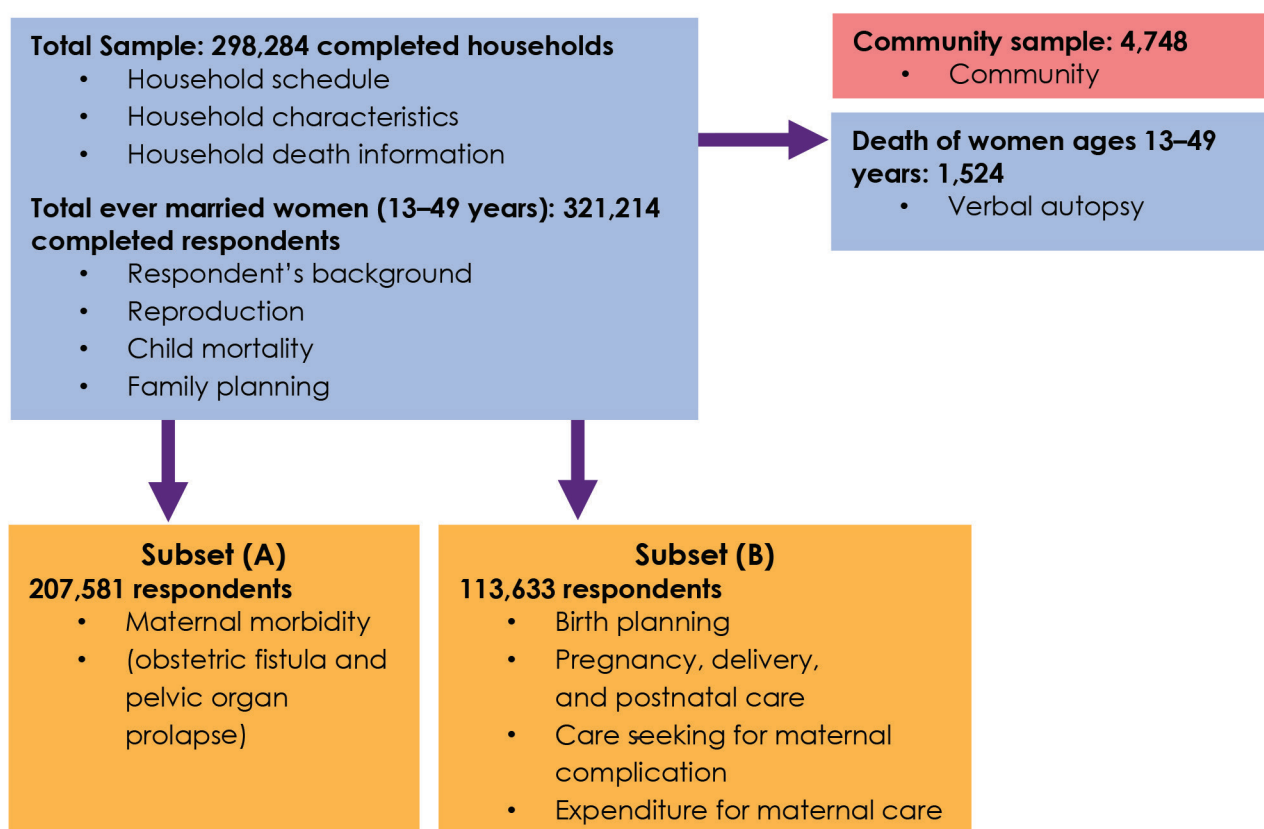 Total Sample: 298,284 completed households
• Household schedule
• Household characteristics
• Household death information
Total ever married women (13–49 years): 321,214
completed respondents
• Respondent’s background
• Reproduction
• Child mortality
• Family planning
Community sample: 4,748
• Community
Death of women ages 13–49
years: 1,524
• Verbal autopsy
Subset (A)
207,581 respondents
• Maternal morbidity
• (obstetric fistula and
pelvic organ
prolapse)
Subset (B)
113,633 respondents
• Birth planning
• Pregnancy, delivery,
and postnatal care
• Care seeking for maternal
complication
• Expenditure for maternal care